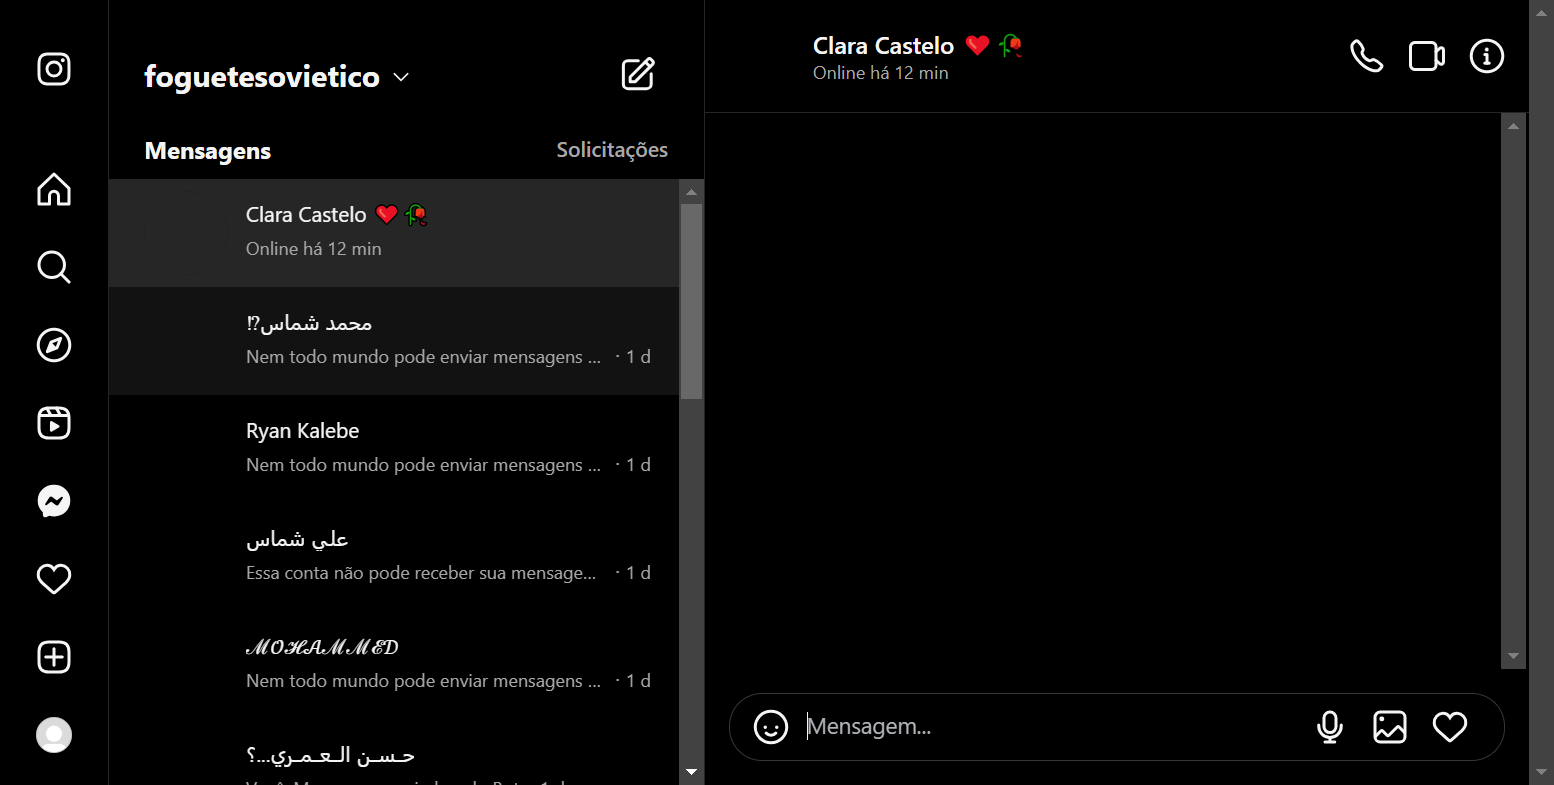 foguetesovietico
Mensagens
Solicitações
Clara Castelo ❤️🥀
Online há 12 min
محمد شماس⁉
Nem todo mundo pode enviar mensagens ... · 1 d
Ryan Kalebe
Nem todo mundo pode enviar mensagens ... · 1 d
علي شماس
Essa conta não pode receber sua mensage... · 1 d
ℳ𝒪ℋ𝒜ℳℳℰ𝒟
Nem todo mundo pode enviar mensagens ... · 1 d
حـسـن الـعـمـري...؟
Clara Castelo ❤️🥀
Online há 12 min
Mensagem...